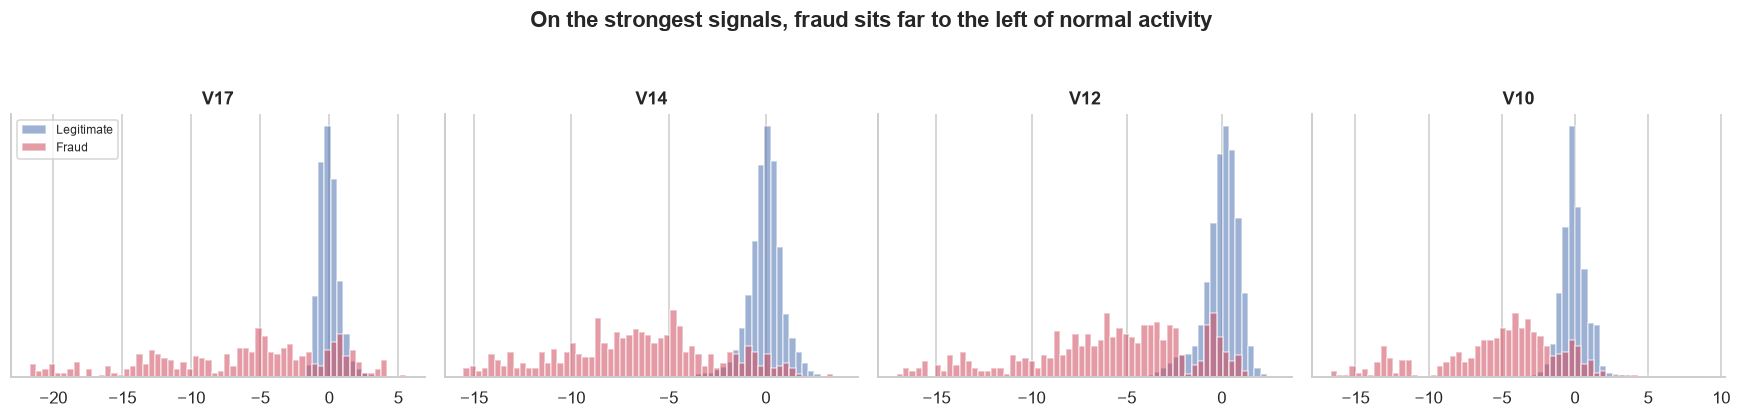 On the strongest signals, fraud sits far to the left of normal activity
V17
V14
V12
V10
Legitimate
Fraud
−20 −15 −10 −5 0 5
−15 −10 −5 0
−15 −10 −5 0
−15 −10 −5 0 5 10